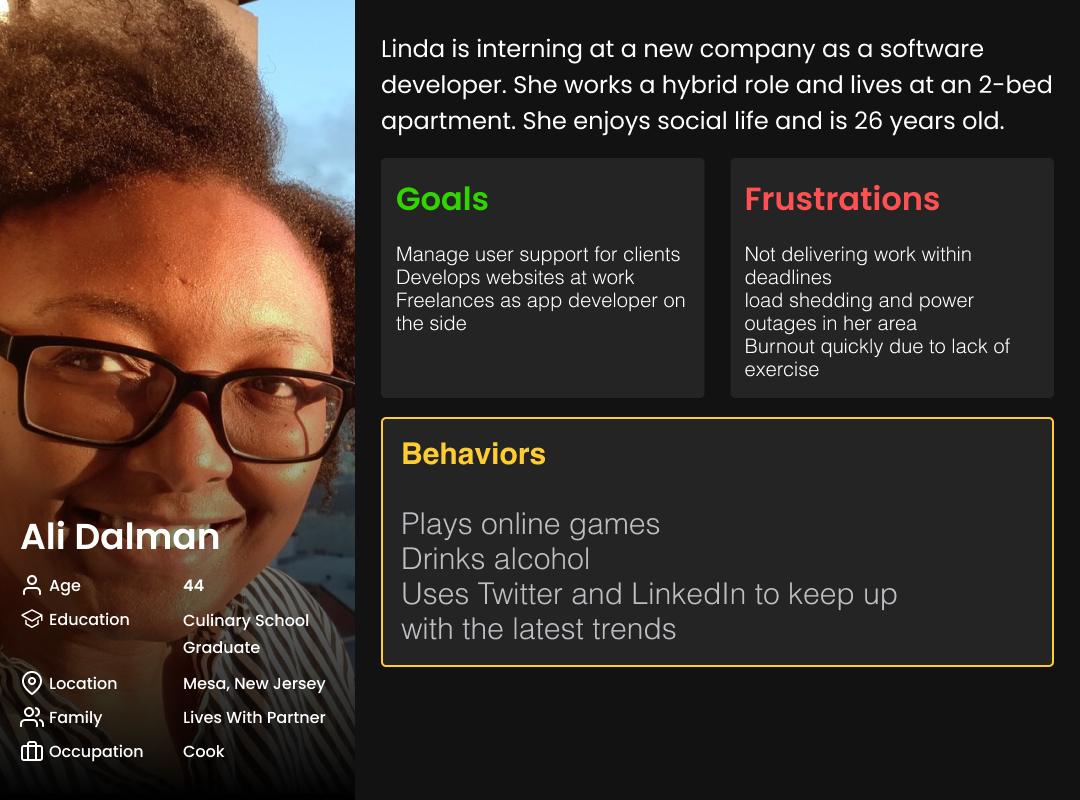 Linda is interning at a new company as a software
developer. She works a hybrid role and lives at an 2-bed
apartment. She enjoys social life and is 26 years old.
Goals
Manage user support for clients
Develops websites at work
Freelances as app developer on
the side
Frustrations
Not delivering work within
deadlines
load shedding and power
outages in her area
Burnout quickly due to lack of
exercise
Behaviors
Plays online games
Drinks alcohol
Uses Twitter and LinkedIn to keep up
with the latest trends
Ali Dalman
Age 44
Education Culinary School
Graduate
Location Mesa, New Jersey
Family Lives With Partner
Occupation Cook